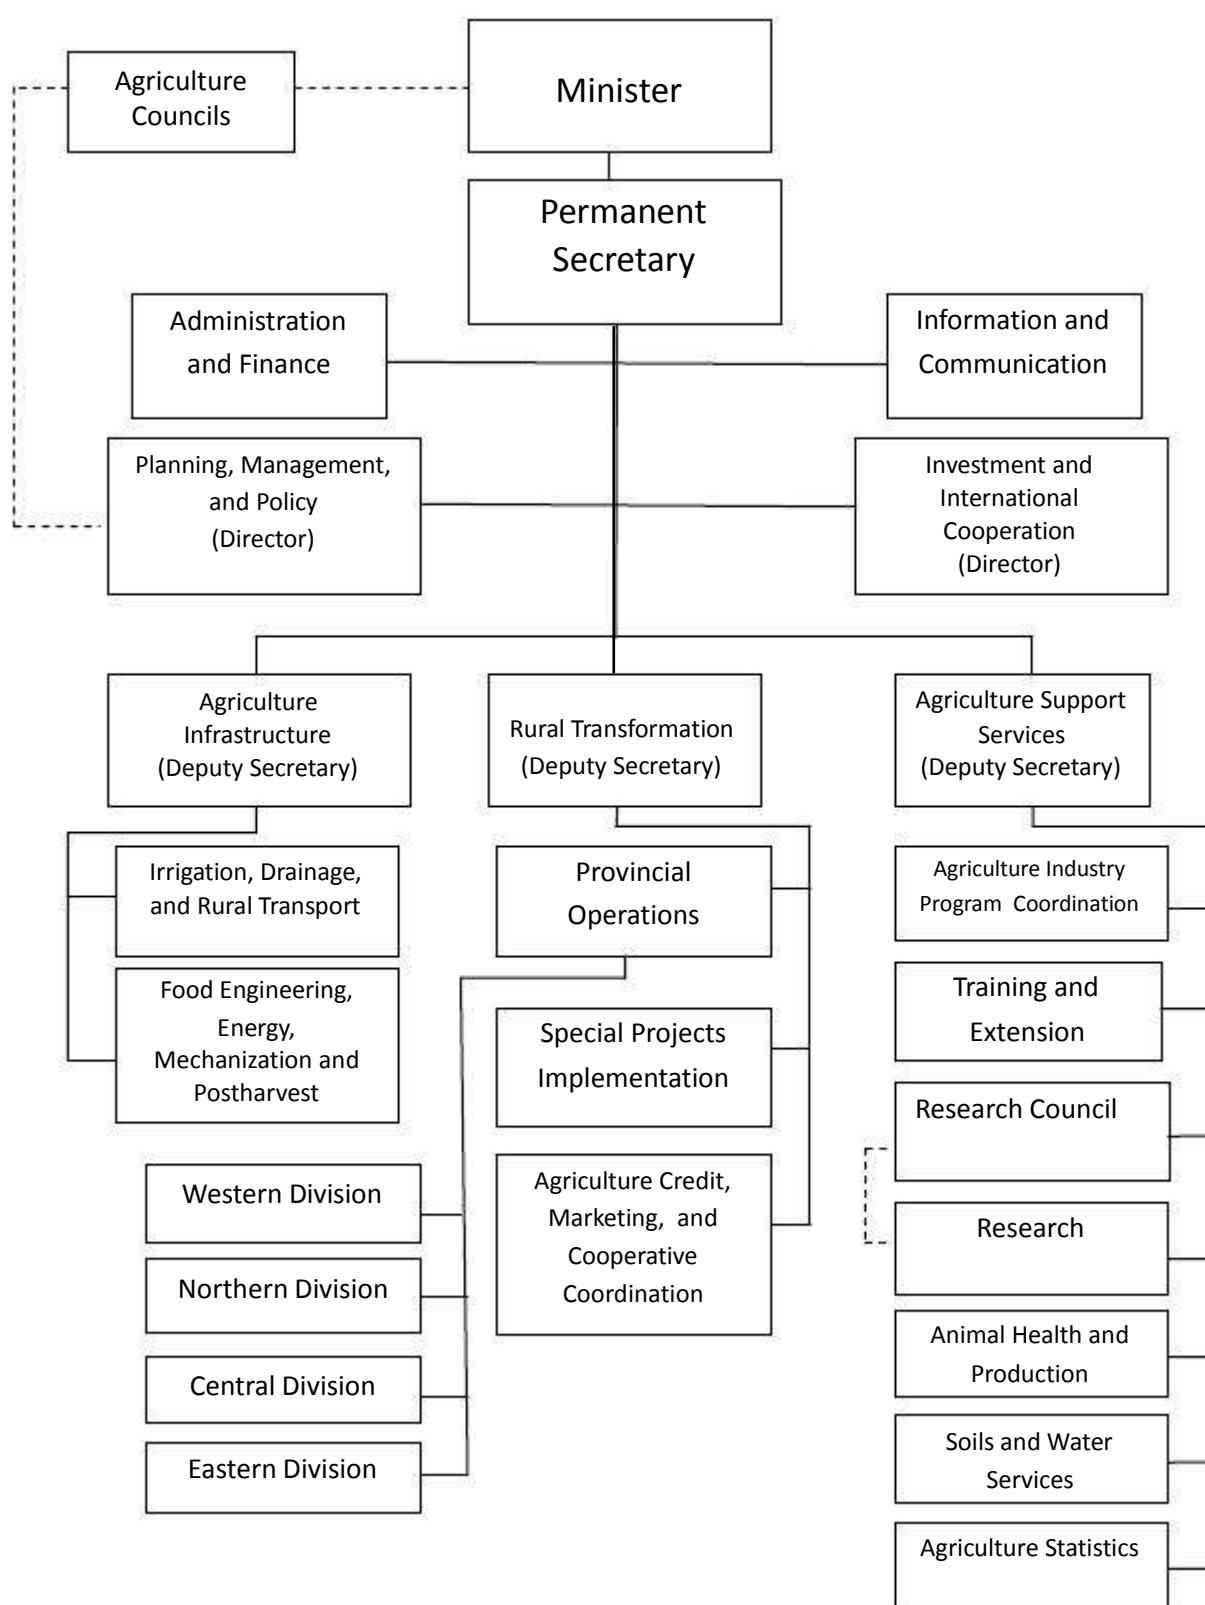 Agriculture
Councils
Minister
Permanent
Secretary
Administration
and Finance
Information and
Communication
Planning, Management,
and Policy
(Director)
Investment and
International
Cooperation
(Director)
Agriculture
Infrastructure
(Deputy Secretary)
Rural Transformation
(Deputy Secretary)
Agriculture Support
Services
(Deputy Secretary)
Irrigation, Drainage,
and Rural Transport
Food Engineering,
Energy,
Mechanization and
Postharvest
Provincial
Operations
Special Projects
Implementation
Agriculture Credit,
Marketing, and
Cooperative
Coordination
Western Division
Northern Division
Central Division
Eastern Division
Agriculture Industry
Program Coordination
Training and
Extension
Research Council
Research
Animal Health and
Production
Soils and Water
Services
Agriculture Statistics